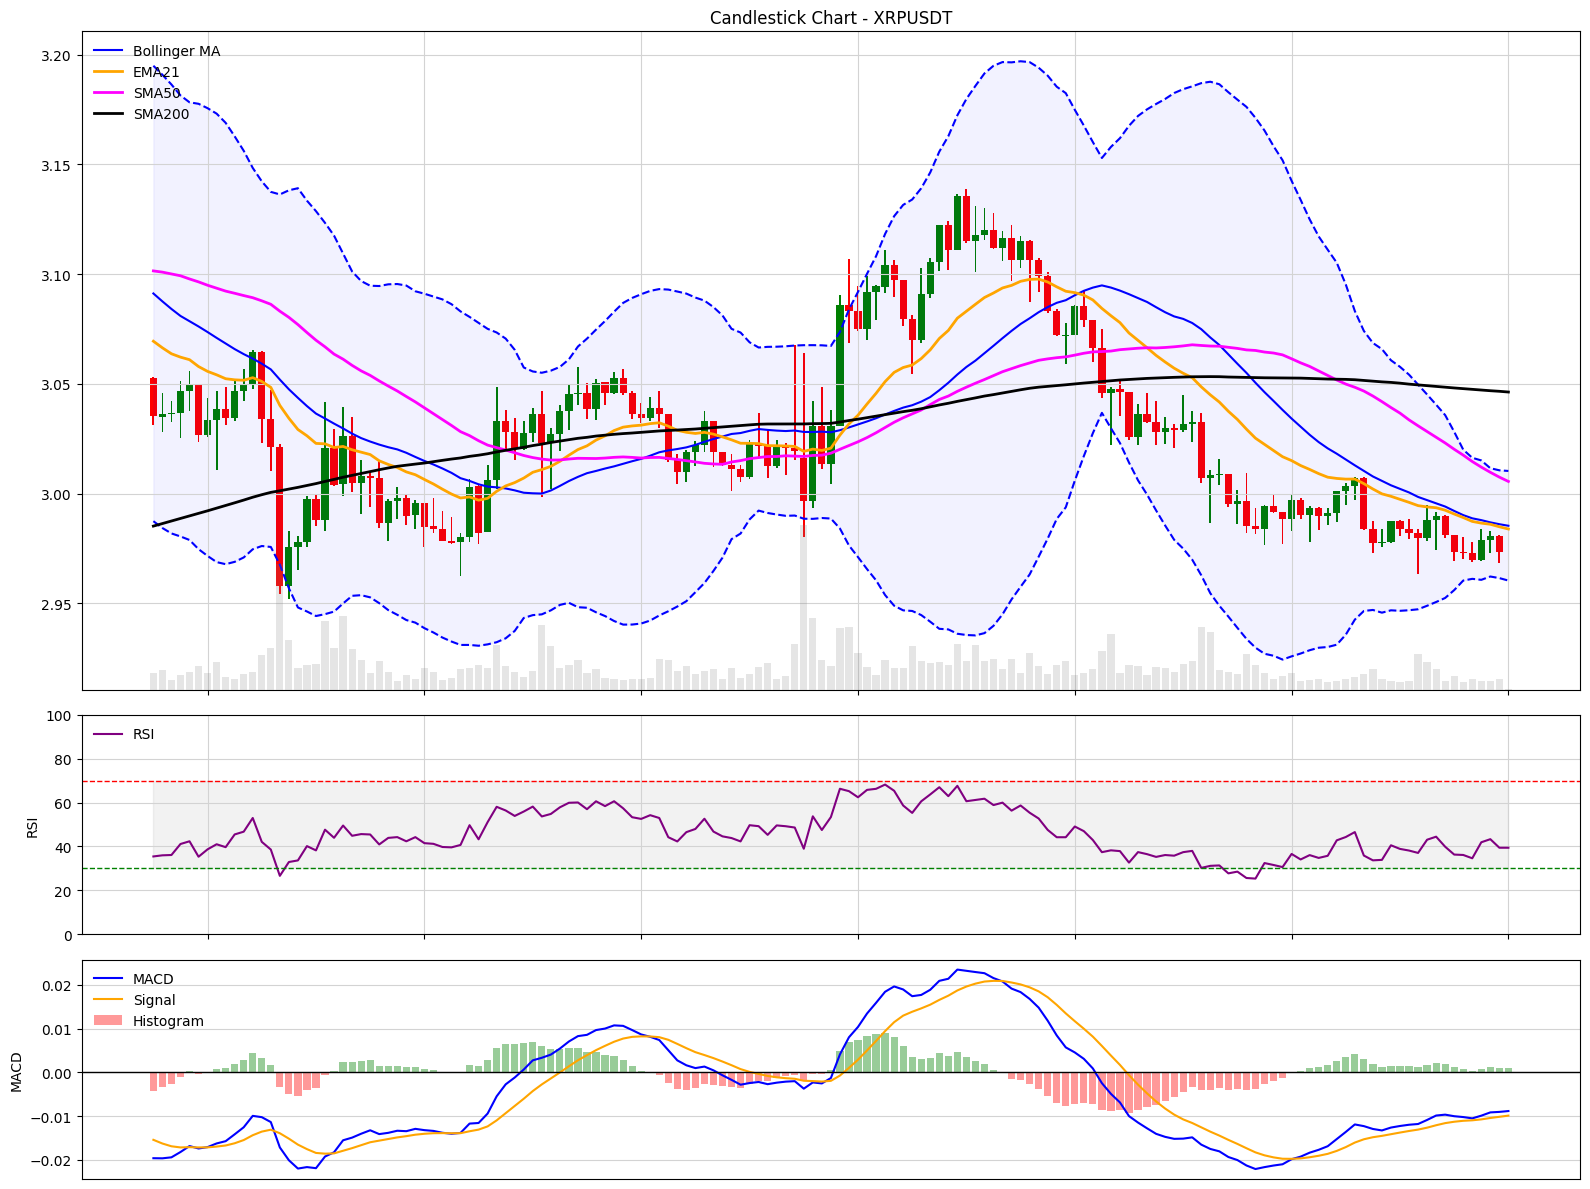 Candlestick Chart - XRPUSDT
3.20
3.15
3.10
3.05
3.00
2.95
Bollinger MA
EMA21
SMA50
SMA200
RSI
100
80
60
40
20
0
RSI
MACD
0.02
0.01
0.00
−0.01
−0.02
MACD
Signal
Histogram